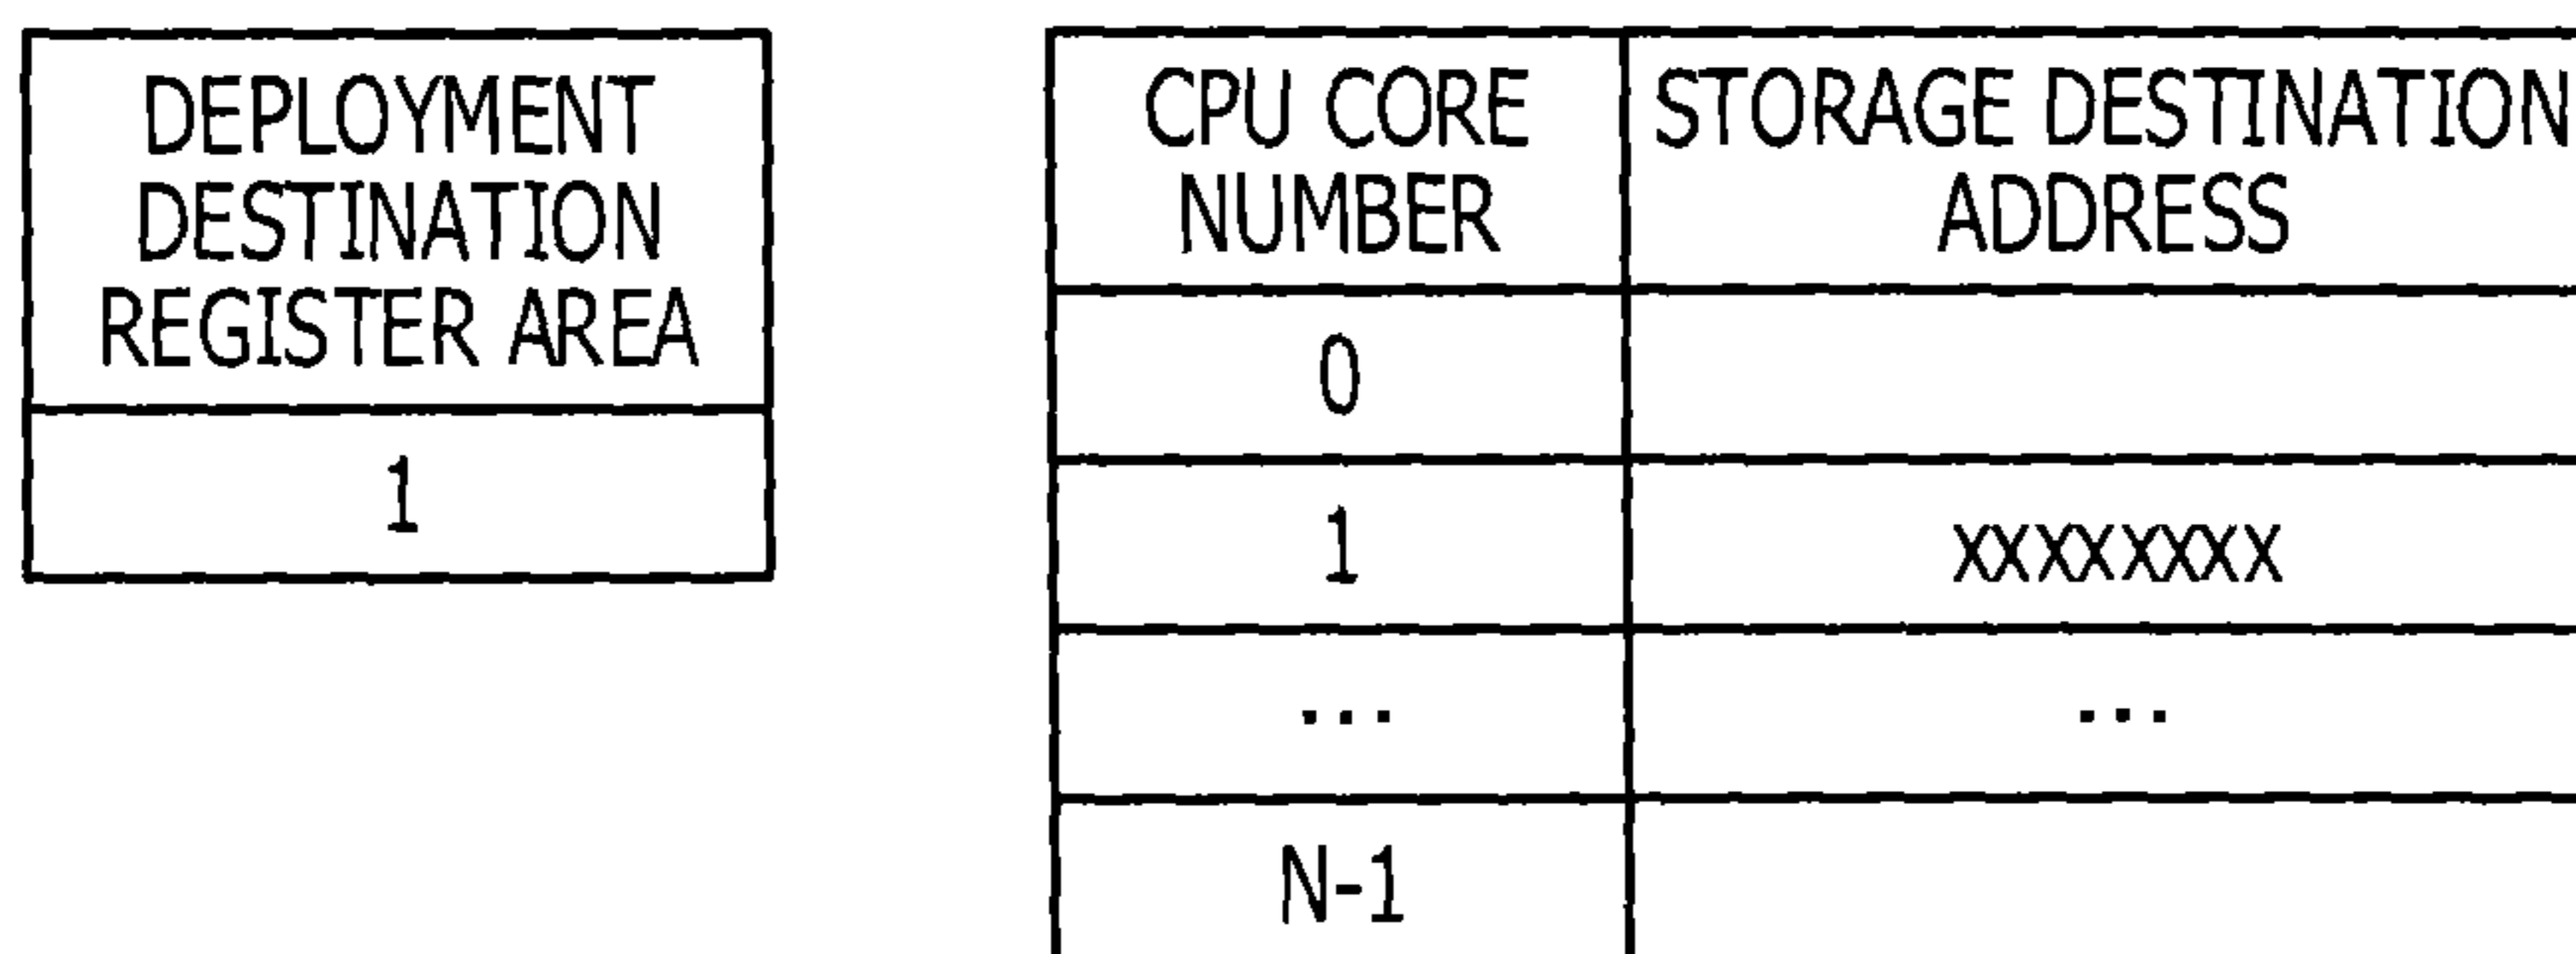 DEPLOYMENT
DESTINATION
REGISTER AREA
1
CPU CORE
NUMBER
STORAGE DESTINATION
ADDRESS
0
1
XXXXXXXX
...
...
N-1